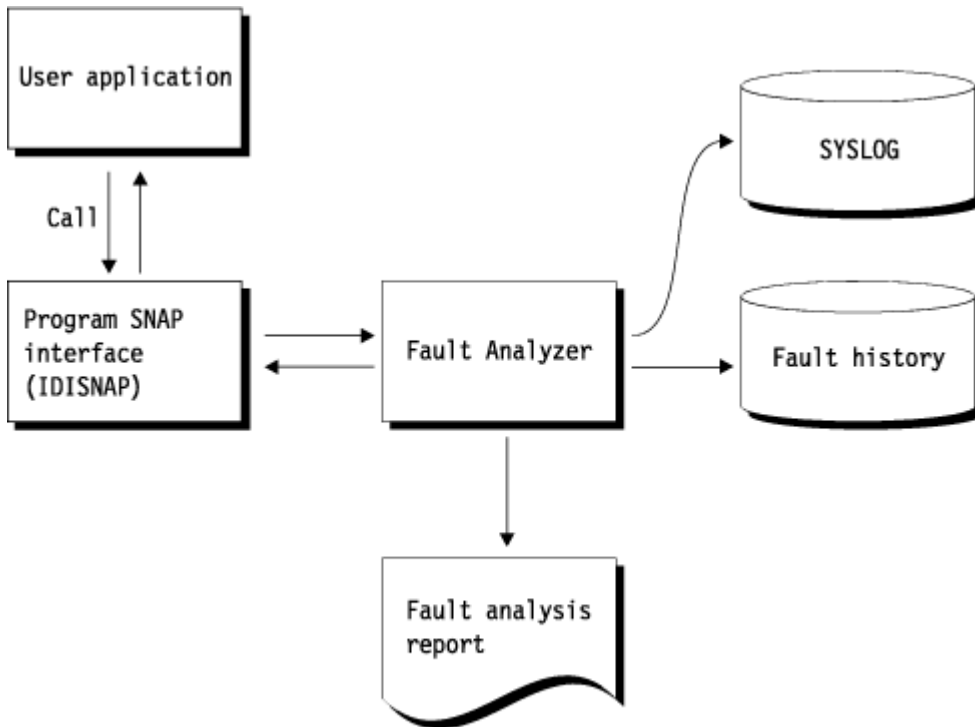 User application
Call
Program SNAP
interface
(IDISNAP)
Fault Analyzer
SYSLOG
Fault history
Fault analysis
report